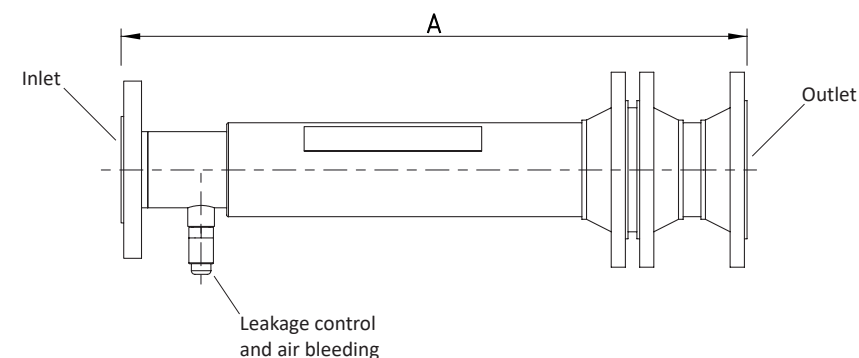 A
Inlet
Outlet
Leakage control
and air bleeding